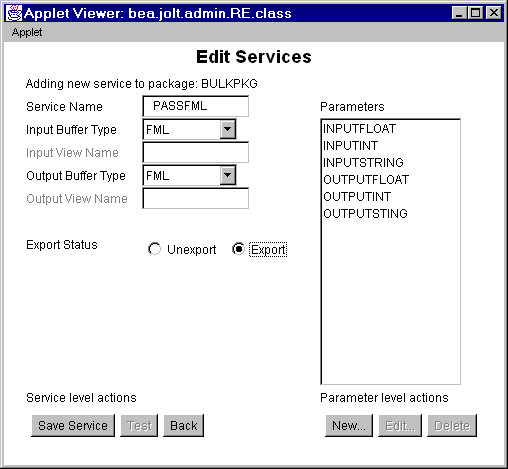 Applet Viewer: bea.jolt.admin.RE.class
Applet
Edit Services
Adding new service to package: BULKPKG
Service Name PASSFML
Input Buffer Type FML
Input View Name
Output Buffer Type FML
Output View Name
Export Status Unexport Export
Parameters
INPUTFLOAT
INPUTINT
INPUTSTRING
OUTPUTFLOAT
OUTPUTINT
OUTPUTSTING
Service level actions
Save Service Test Back
Parameter level actions
New... Edit... Delete